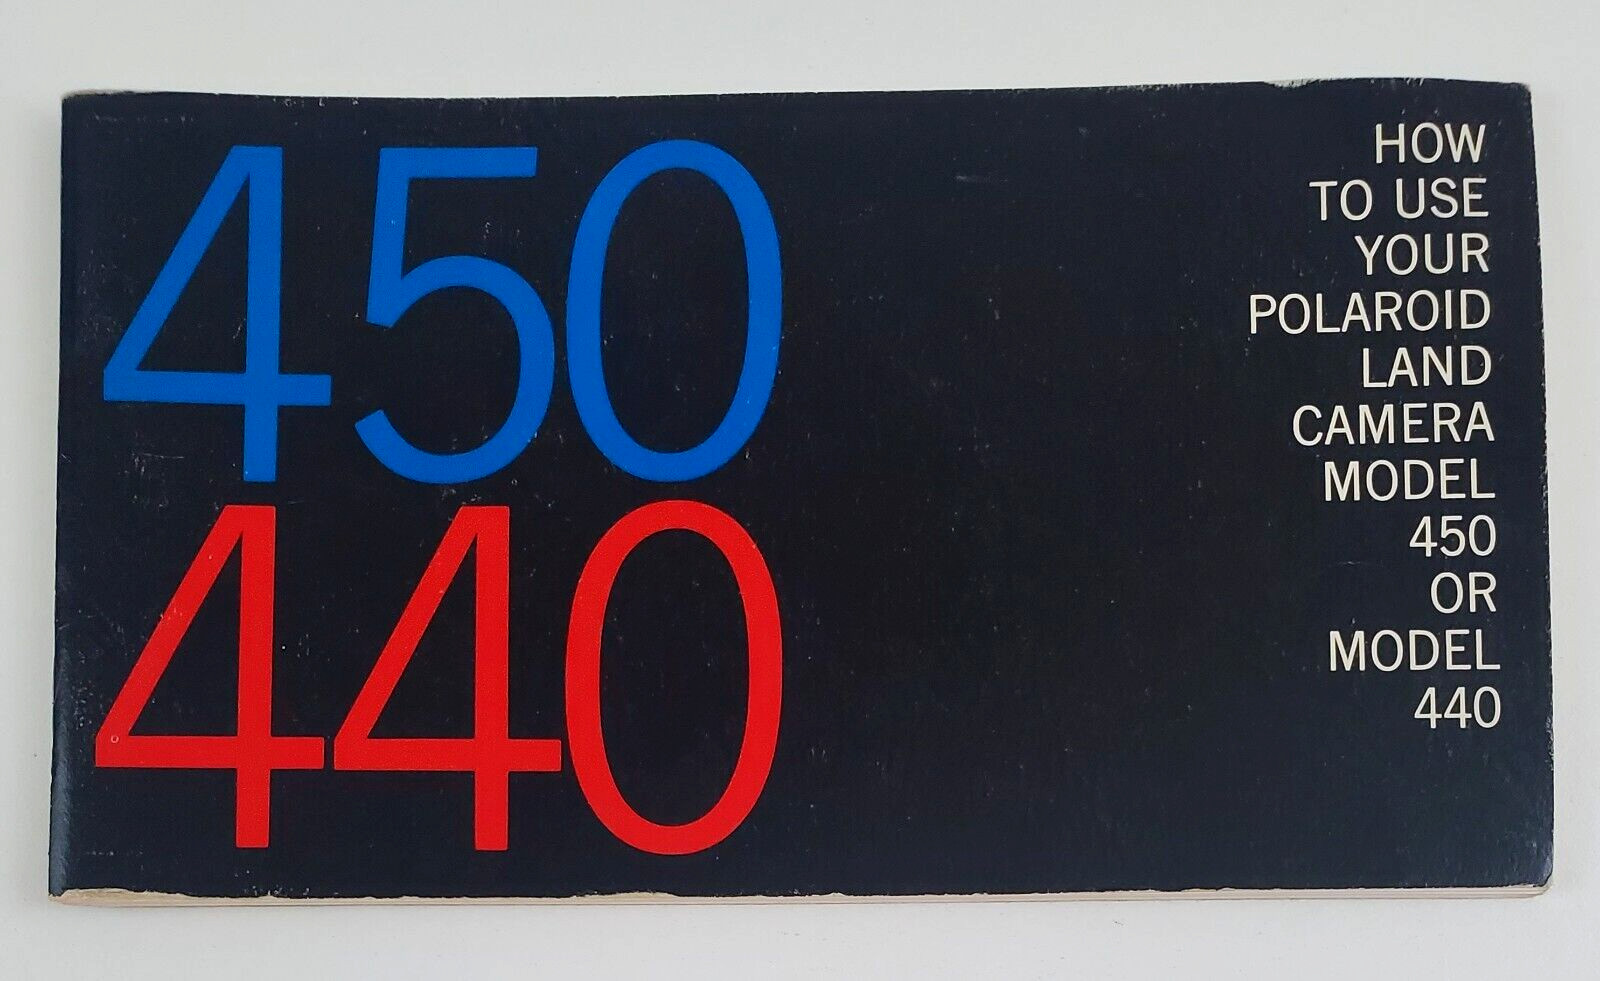 450
440
HOW
TO USE
YOUR
POLAROID
LAND
CAMERA
MODEL
450
OR
MODEL
440